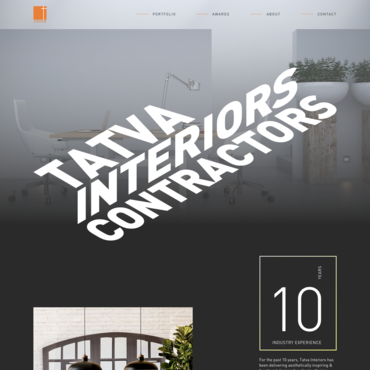 PORTFOLIO
AWARDS
ABOUT
CONTACT
TATVA
INTERIORS
CONTRACTORS
10
YEARS
INDUSTRY EXPERIENCE
For the past 10 years, Tatva Interiors has
been delivering aesthetically inspiring &